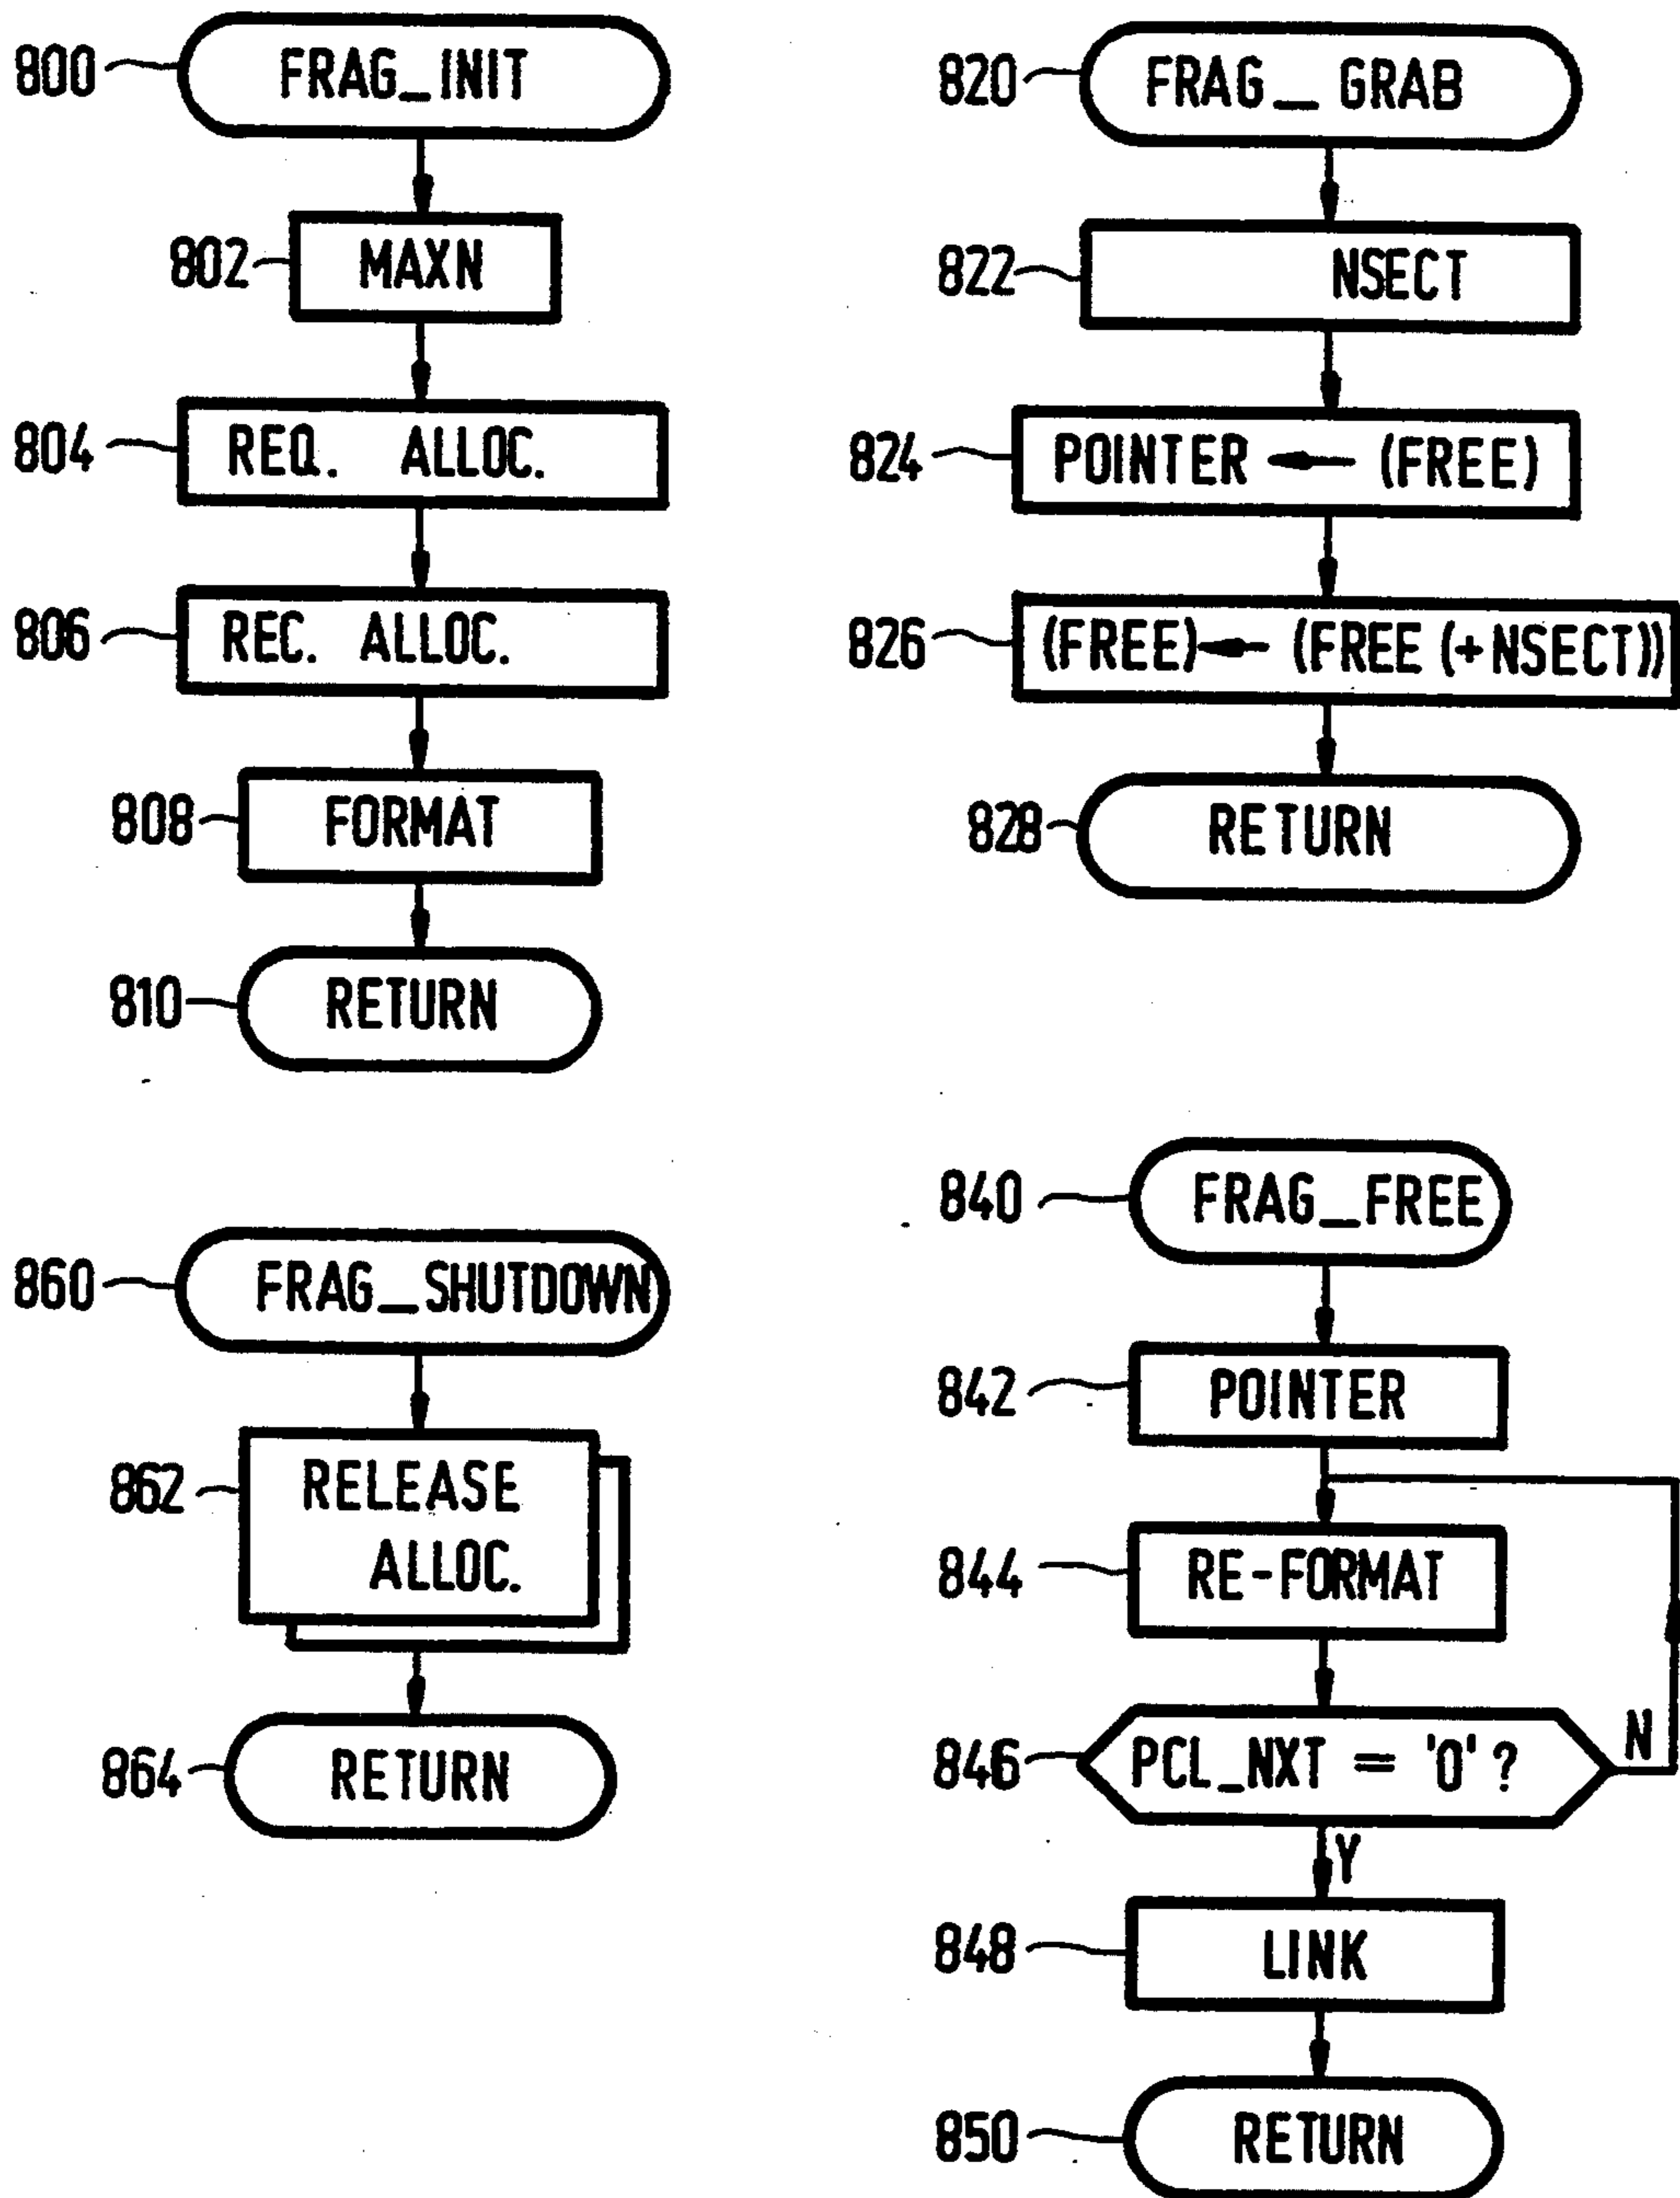 800 FRAG_INIT
802 MAXN
804 REQ. ALLOC.
806 REC. ALLOC.
808 FORMAT
810 RETURN
820 FRAG_ GRAB
822 NSECT
824 POINTER ← (FREE)
826 (FREE) ← (FREE (+NSECT))
828 RETURN
860 FRAG_SHUTDOWN
862 RELEASE
ALLOC.
864 RETURN
840 FRAG_FREE
842 POINTER
844 RE-FORMAT
846 PCL_NXT = '0'? N
Y
848 LINK
850 RETURN